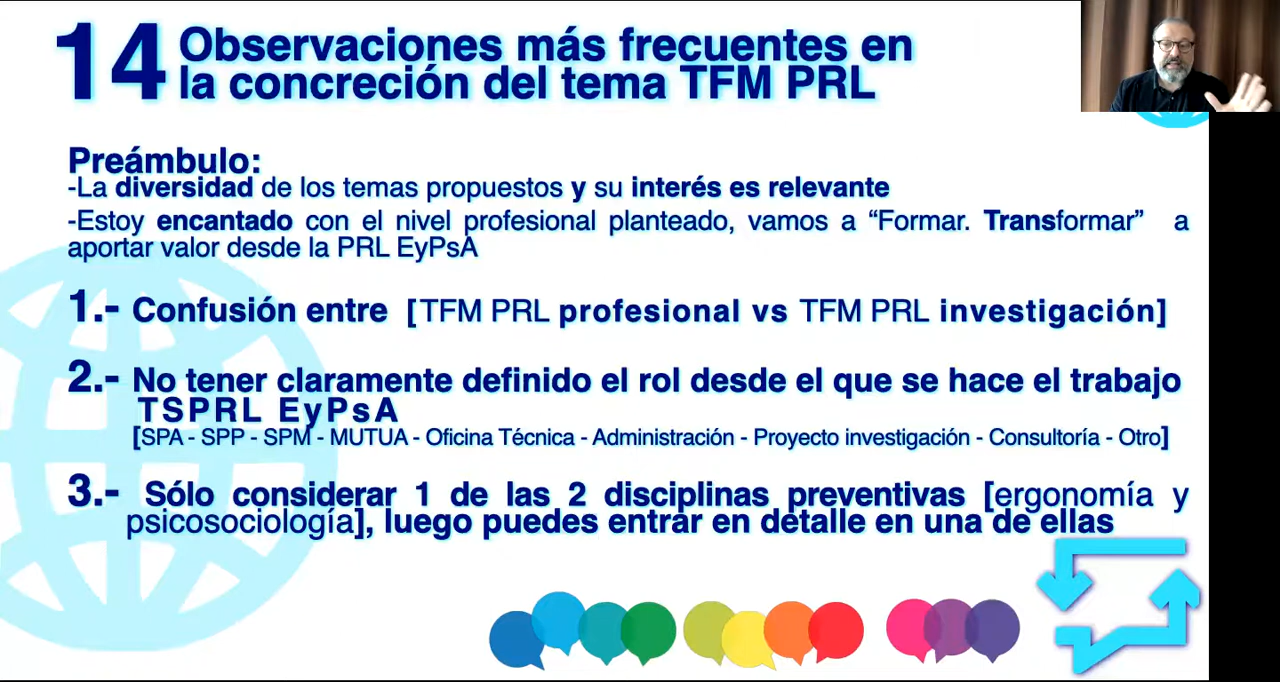 14 Observaciones más frecuentes en
la concreción del tema TFM PRL
Preámbulo:
-La diversidad de los temas propuestos y su interés es relevante
-Estoy encantado con el nivel profesional planteado, vamos a “Formar. Transformar” a
aportar valor desde la PRL EyPsA
1.- Confusión entre [TFM PRL profesional vs TFM PRL investigación]
2.- No tener claramente definido el rol desde el que se hace el trabajo
TSPRL EyPsA
[SPA - SPP - SPM - MUTUA - Oficina Técnica - Administración - Proyecto investigación - Consultoría - Otro]
3.- Sólo considerar 1 de las 2 disciplinas preventivas [ergonomía y
psicosociología], luego puedes entrar en detalle en una de ellas